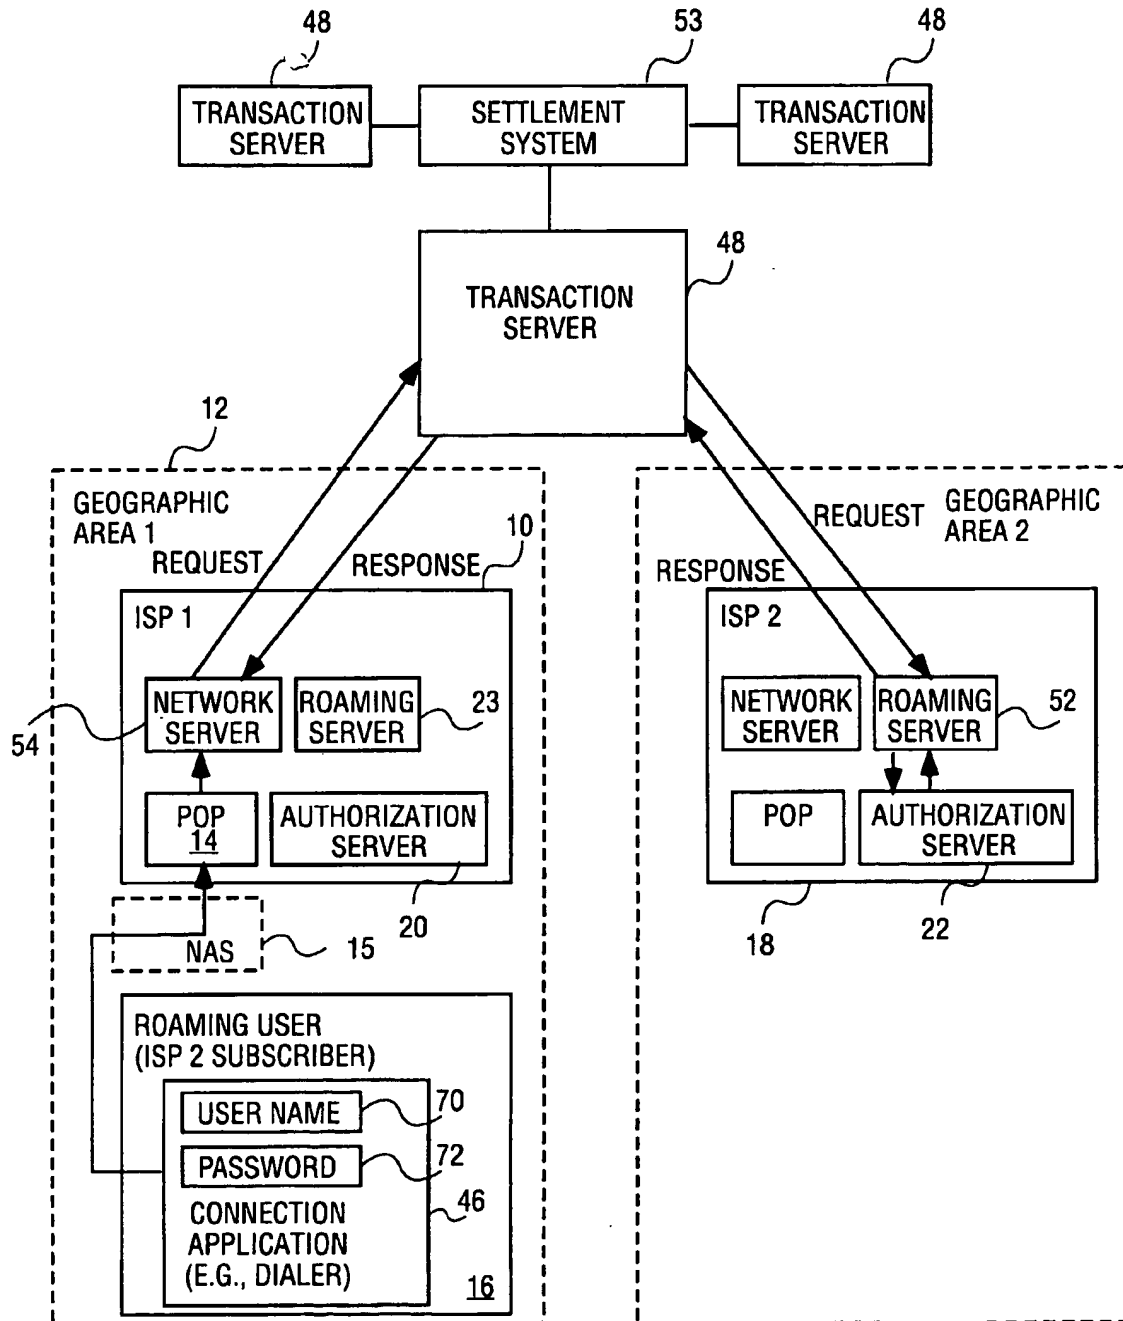 48
53
48
TRANSACTION
SERVER
SETTLEMENT
SYSTEM
TRANSACTION
SERVER
48
TRANSACTION
SERVER
12
GEOGRAPHIC
AREA 1
10
REQUEST
RESPONSE
REQUEST
GEOGRAPHIC
AREA 2
RESPONSE
ISP 1
NETWORK
SERVER
ROAMING
SERVER
23
54
POP
14
AUTHORIZATION
SERVER
20
ISP 2
NETWORK
SERVER
ROAMING
SERVER
52
POP
AUTHORIZATION
SERVER
18
22
NAS
15
ROAMING USER
(ISP 2 SUBSCRIBER)
USER NAME
70
PASSWORD
72
46
CONNECTION
APPLICATION
(E.G., DIALER)
16